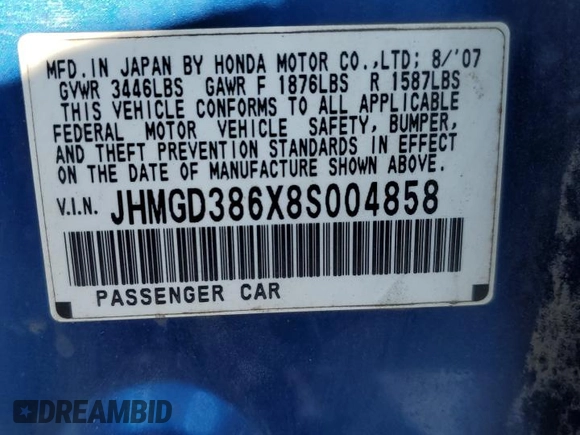 MFD. IN JAPAN BY HONDA MOTOR CO.,LTD; 8/'07
GVWR 3446LBS GAWR F 1876LBS R 1587LBS
THIS VEHICLE CONFORMS TO ALL APPLICABLE
FEDERAL MOTOR VEHICLE SAFETY, BUMPER,
AND THEFT PREVENTION STANDARDS IN EFFECT
ON THE DATE OF MANUFACTURE SHOWN ABOVE.
V.I.N. JHMGD386X8S004858
PASSENGER CAR
DREAMBID